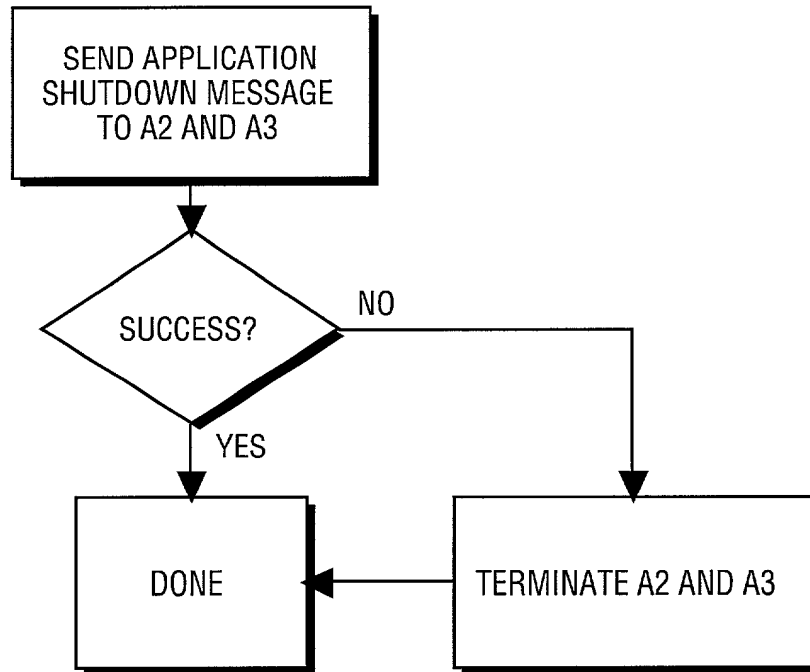 SEND APPLICATION
SHUTDOWN MESSAGE
TO A2 AND A3
SUCCESS?
NO
YES
DONE
TERMINATE A2 AND A3